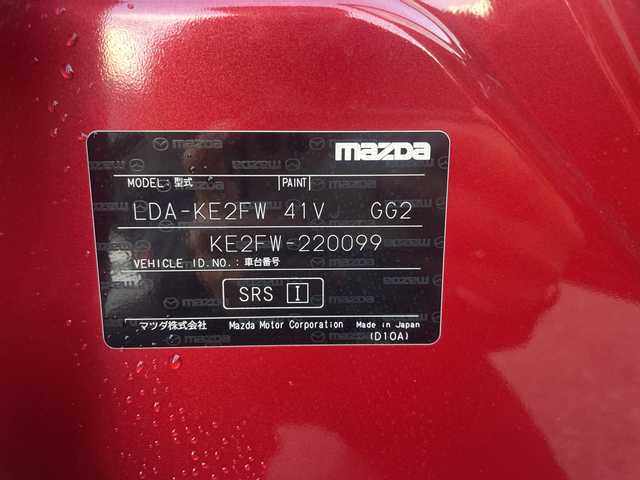 mazda
MODEL: 型式 PAINT
LDA-KE2FW 41V GG2
KE2FW-220099
VEHICLE ID.NO.: 車台番号
SRS I
マツダ株式会社 Mazda Motor Corporation Made in Japan
(D10A)